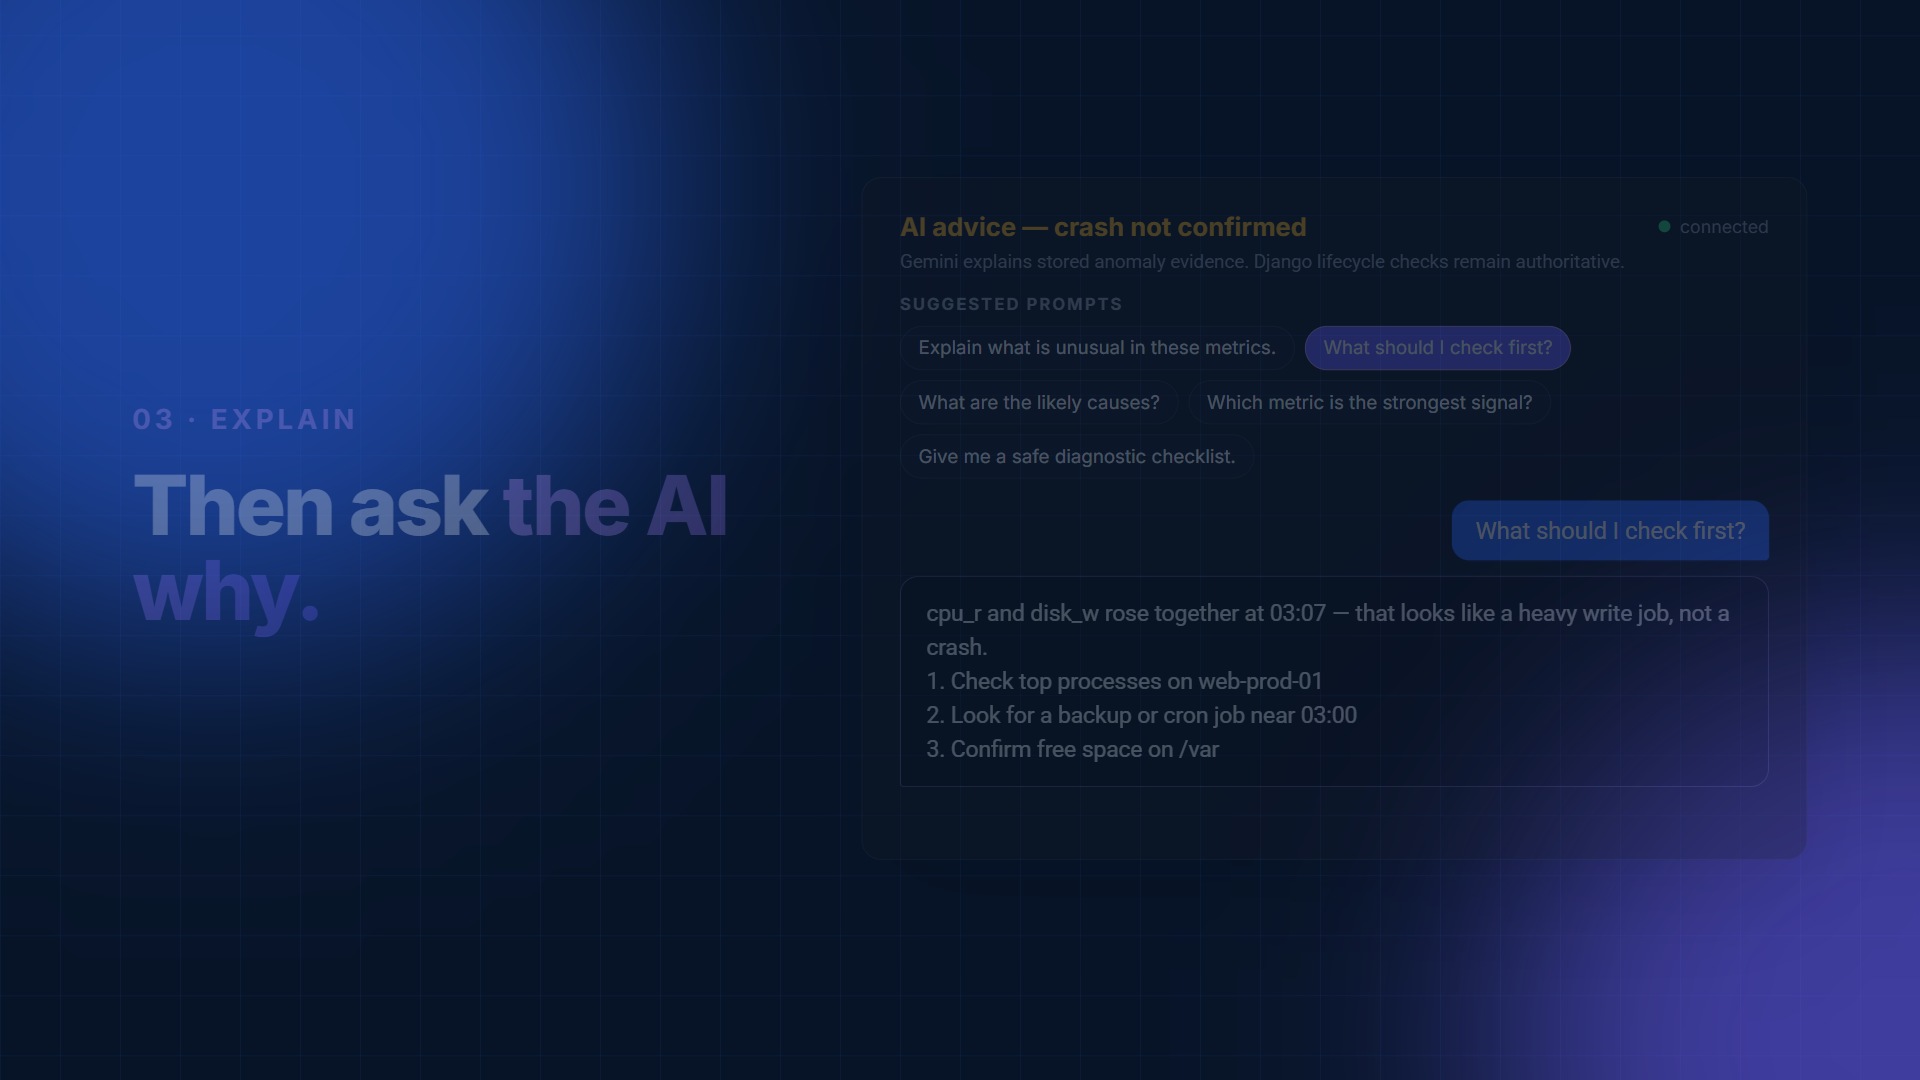 03 · EXPLAIN
Then ask the AI
why.
AI advice — crash not confirmed
connected
Gemini explains stored anomaly evidence. Django lifecycle checks remain authoritative.
SUGGESTED PROMPTS
Explain what is unusual in these metrics.
What should I check first?
What are the likely causes?
Which metric is the strongest signal?
Give me a safe diagnostic checklist.
What should I check first?
cpu_r and disk_w rose together at 03:07 — that looks like a heavy write job, not a
crash.
1. Check top processes on web-prod-01
2. Look for a backup or cron job near 03:00
3. Confirm free space on /var